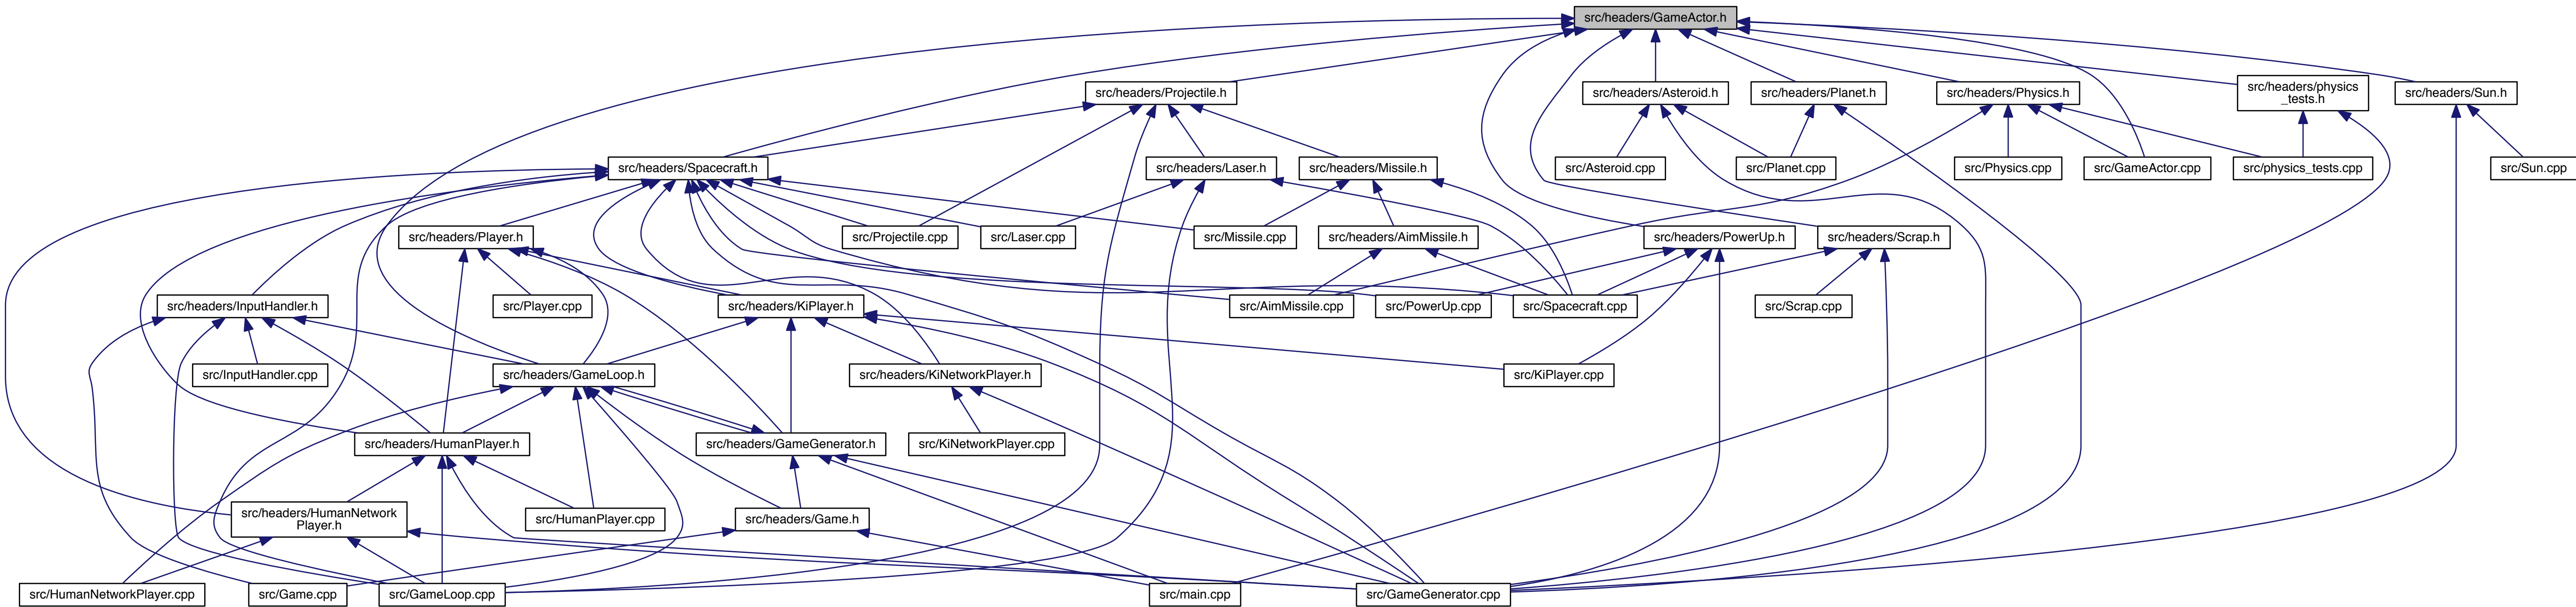 src/headers/GameActor.h
src/headers/Projectile.h
src/headers/Asteroid.h
src/headers/Planet.h
src/headers/Physics.h
src/headers/physics
_tests.h
src/headers/Sun.h
src/headers/Spacecraft.h
src/headers/Laser.h
src/headers/Missile.h
src/Asteroid.cpp
src/Planet.cpp
src/Physics.cpp
src/GameActor.cpp
src/physics_tests.cpp
src/Sun.cpp
src/headers/Player.h
src/Projectile.cpp
src/Laser.cpp
src/Missile.cpp
src/headers/AimMissile.h
src/headers/PowerUp.h
src/headers/Scrap.h
src/headers/InputHandler.h
src/Player.cpp
src/headers/KiPlayer.h
src/AimMissile.cpp
src/PowerUp.cpp
src/Spacecraft.cpp
src/Scrap.cpp
src/InputHandler.cpp
src/headers/GameLoop.h
src/headers/KiNetworkPlayer.h
src/KiPlayer.cpp
src/headers/HumanPlayer.h
src/headers/GameGenerator.h
src/KiNetworkPlayer.cpp
src/headers/HumanNetwork
Player.h
src/HumanPlayer.cpp
src/headers/Game.h
src/HumanNetworkPlayer.cpp
src/Game.cpp
src/GameLoop.cpp
src/main.cpp
src/GameGenerator.cpp